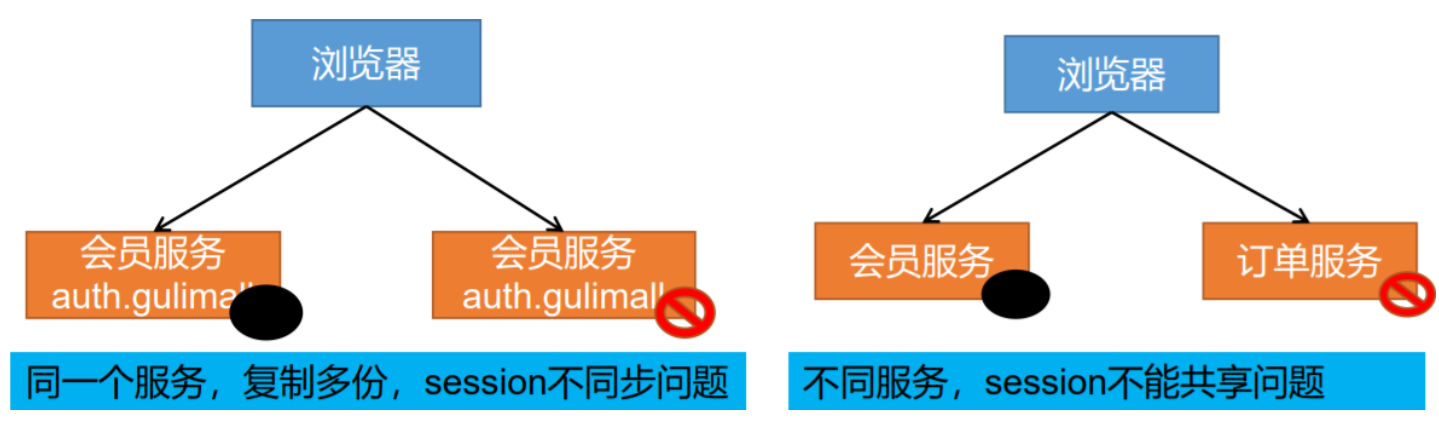 浏览器
会员服务
auth.gulimall
会员服务
auth.gulimall
同一个服务，复制多份，session不同步问题
浏览器
会员服务
订单服务
不同服务，session不能共享问题